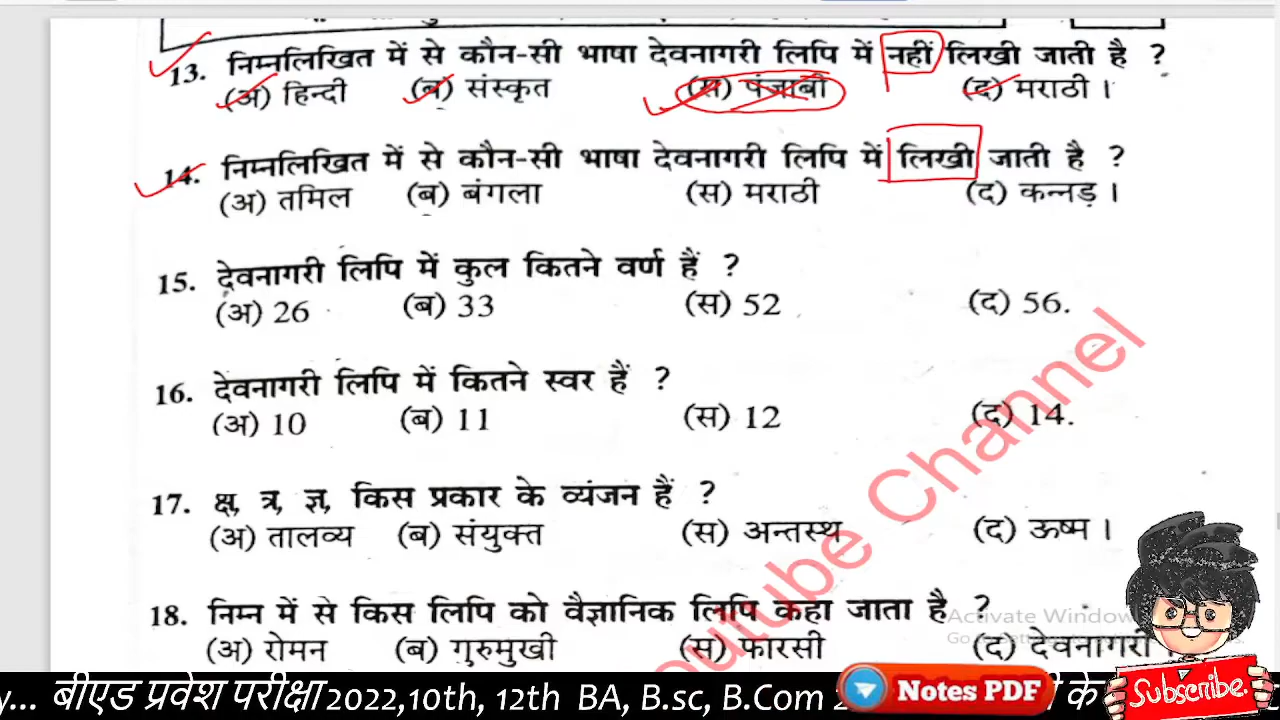 13. निम्नलिखित में से कौन-सी भाषा देवनागरी लिपि में नहीं लिखी जाती है ?
(अ) हिन्दी (ब) संस्कृत (स) पंजाबी (द) मराठी ।
14. निम्नलिखित में से कौन-सी भाषा देवनागरी लिपि में लिखी जाती है ?
(अ) तमिल (ब) बंगला (स) मराठी (द) कन्नड़ ।
15. देवनागरी लिपि में कुल कितने वर्ण हैं ?
(अ) 26 (ब) 33 (स) 52 (द) 56.
16. देवनागरी लिपि में कितने स्वर हैं ?
(अ) 10 (ब) 11 (स) 12 (द) 14.
17. क्ष, त्र, ज्ञ, किस प्रकार के व्यंजन हैं ?
(अ) तालव्य (ब) संयुक्त (स) अन्तस्थ (द) ऊष्म ।
18. निम्न में से किस लिपि को वैज्ञानिक लिपि कहा जाता है ?
(अ) रोमन (ब) गुरुमुखी (स) फारसी (द) देवनागरी
outube Channel
Activate Window
y... बीएड प्रवेश परीक्षा 2022,10th, 12th BA, B.sc, B.Com 2
Notes PDF
के
Subscribe